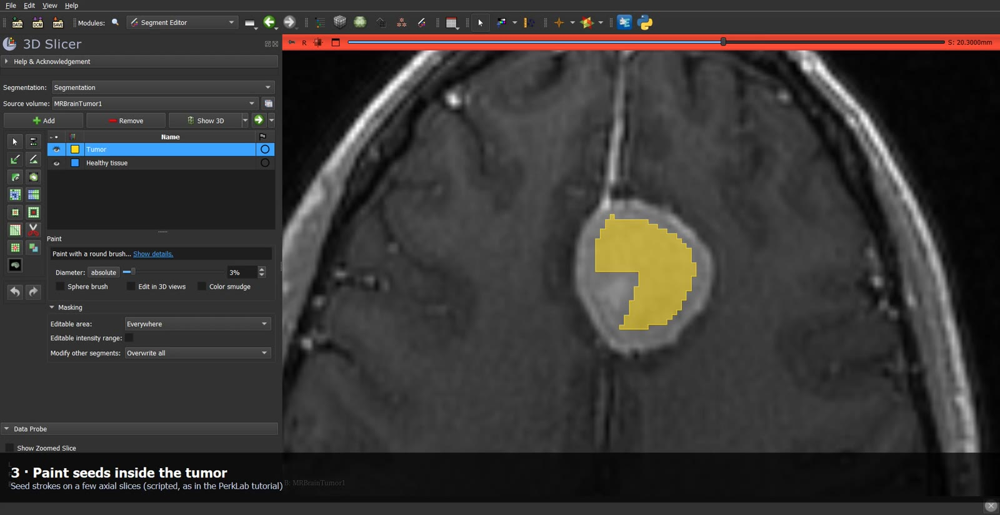 File Edit View Help
DATA DCM SAVE Modules: Segment Editor
3D Slicer
R S: 20.3000mm
Help & Acknowledgement
Segmentation: Segmentation
Source volume: MRBrainTumor1
Add Remove Show 3D
Name
Tumor
Healthy tissue
Paint
Paint with a round brush... Show details.
Diameter: absolute 3%
Sphere brush Edit in 3D views Color smudge
Masking
Editable area: Everywhere
Editable intensity range:
Modify other segments: Overwrite all
Data Probe
Show Zoomed Slice
L
3 · Paint seeds inside the tumor
Seed strokes on a few axial slices (scripted, as in the PerkLab tutorial)
B: MRBrainTumor1